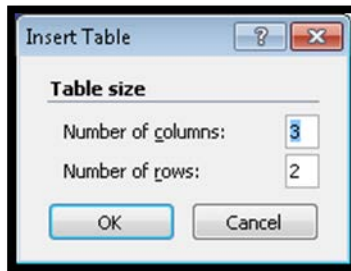 Insert Table
?
Table size
Number of columns: 3
Number of rows: 2
OK Cancel